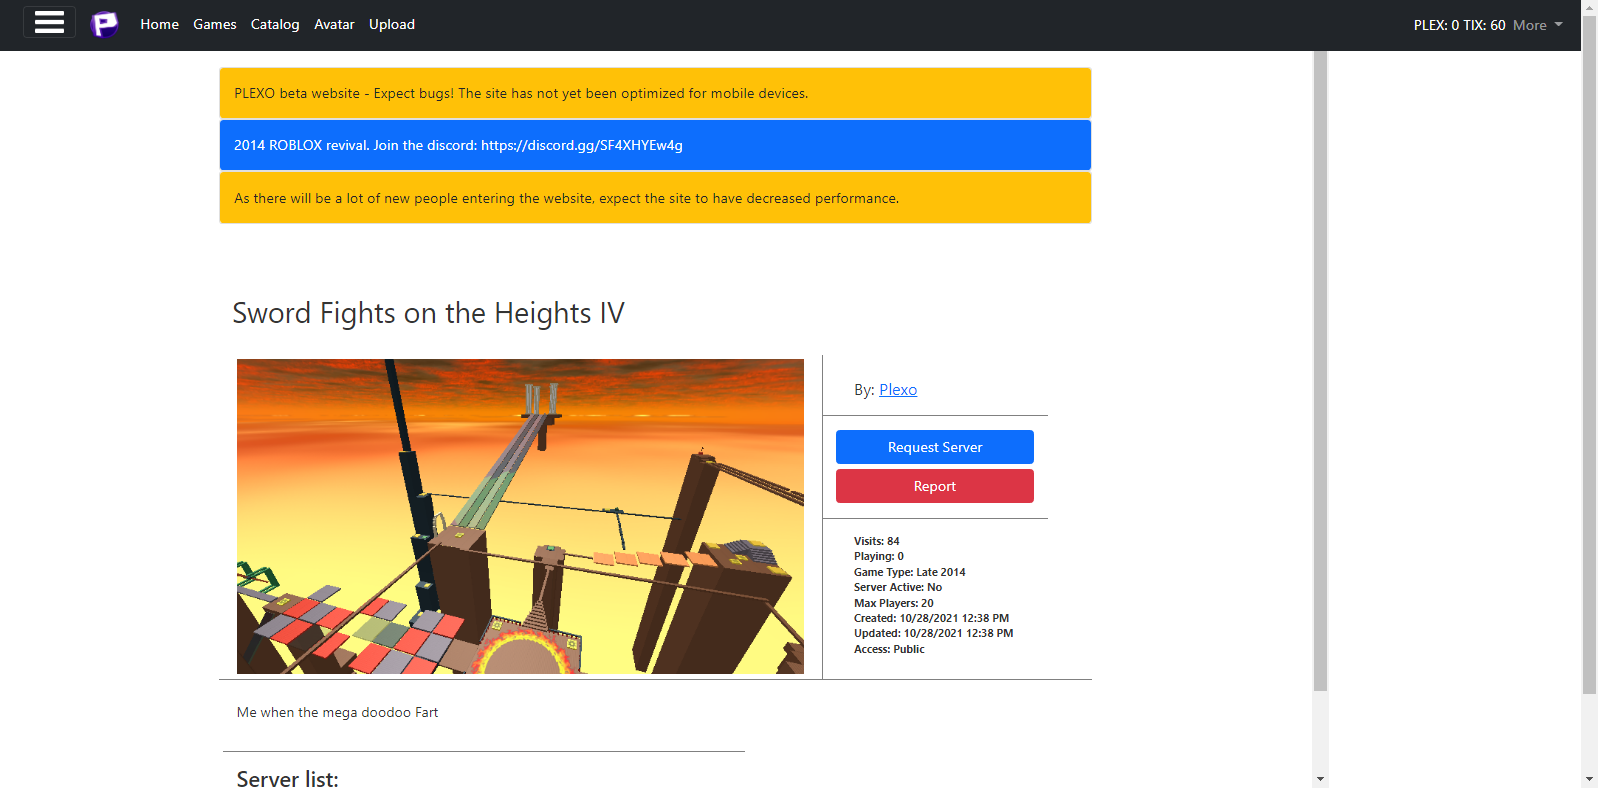 Home Games Catalog Avatar Upload PLEX: 0 TIX: 60 More
PLEXO beta website - Expect bugs! The site has not yet been optimized for mobile devices.
2014 ROBLOX revival. Join the discord: https://discord.gg/SF4XHYEw4g
As there will be a lot of new people entering the website, expect the site to have decreased performance.
Sword Fights on the Heights IV
By: Plexo
Request Server
Report
Visits: 84
Playing: 0
Game Type: Late 2014
Server Active: No
Max Players: 20
Created: 10/28/2021 12:38 PM
Updated: 10/28/2021 12:38 PM
Access: Public
Me when the mega doodoo Fart
Server list: